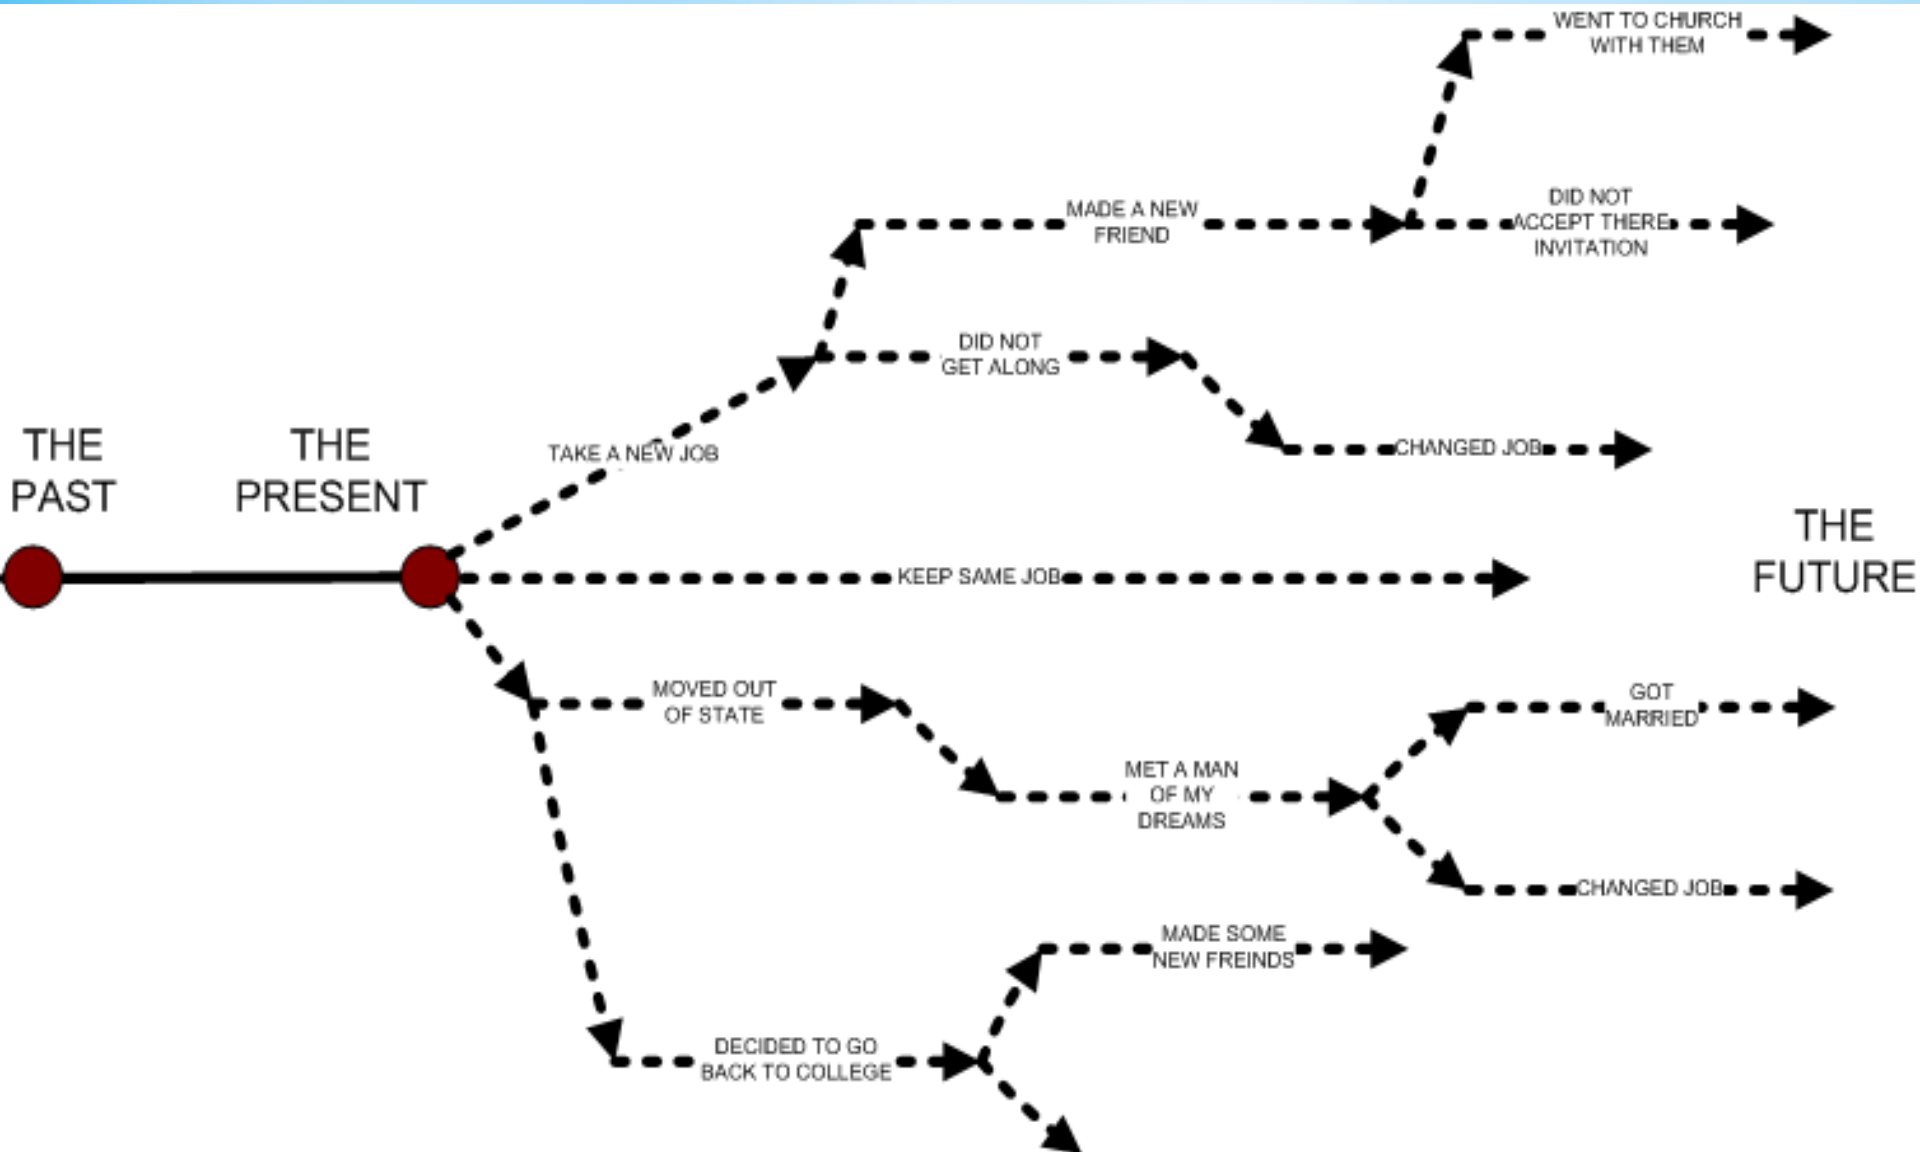 WENT TO CHURCH
WITH THEM
DID NOT
ACCEPT THERE
INVITATION
MADE A NEW
FRIEND
DID NOT
GET ALONG
CHANGED JOB
TAKE A NEW JOB
THE
PAST
THE
PRESENT
KEEP SAME JOB
THE
FUTURE
MOVED OUT
OF STATE
MET A MAN
OF MY
DREAMS
GOT
MARRIED
CHANGED JOB
MADE SOME
NEW FREINDS
DECIDED TO GO
BACK TO COLLEGE